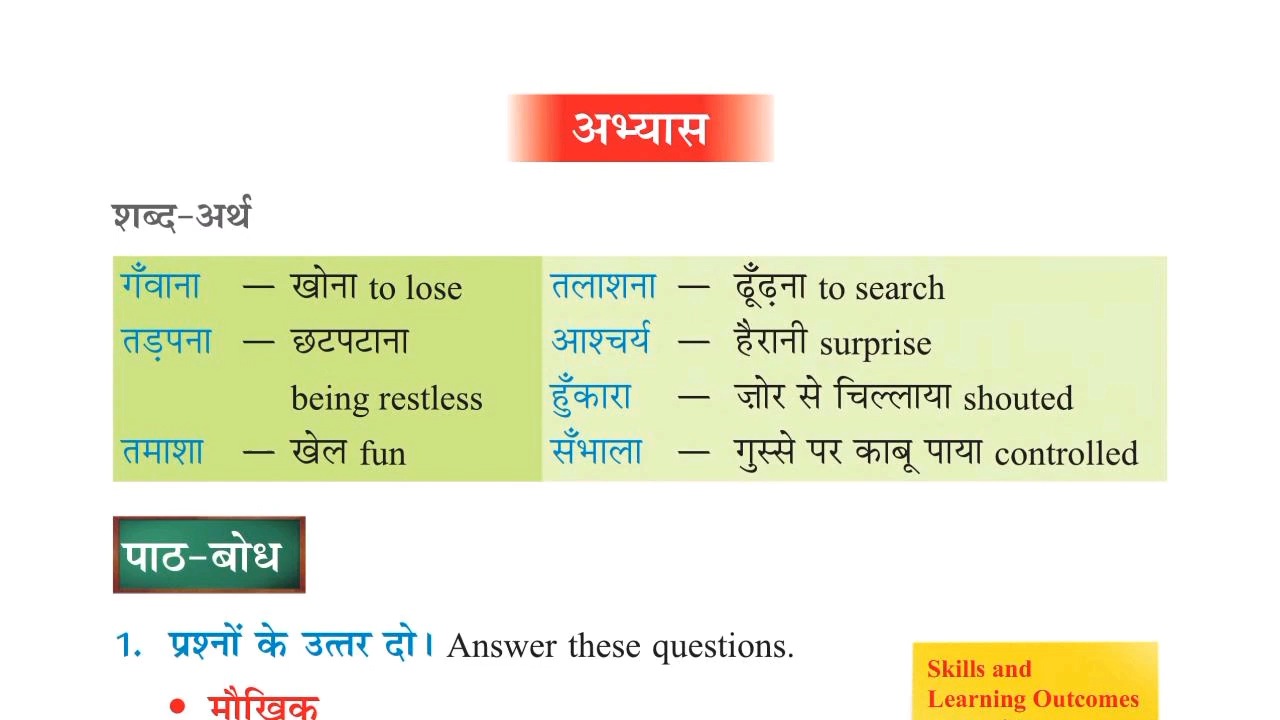 अभ्यास
शब्द-अर्थ
गँवाना — खोना to lose
तड़पना — छटपटाना
being restless
तमाशा — खेल fun
तलाशना — ढूँढ़ना to search
आश्चर्य — हैरानी surprise
हुँकारा — ज़ोर से चिल्लाया shouted
सँभाला — गुस्से पर काबू पाया controlled
पाठ-बोध
1. प्रश्नों के उत्तर दो। Answer these questions.
• मौखिक
Skills and
Learning Outcomes